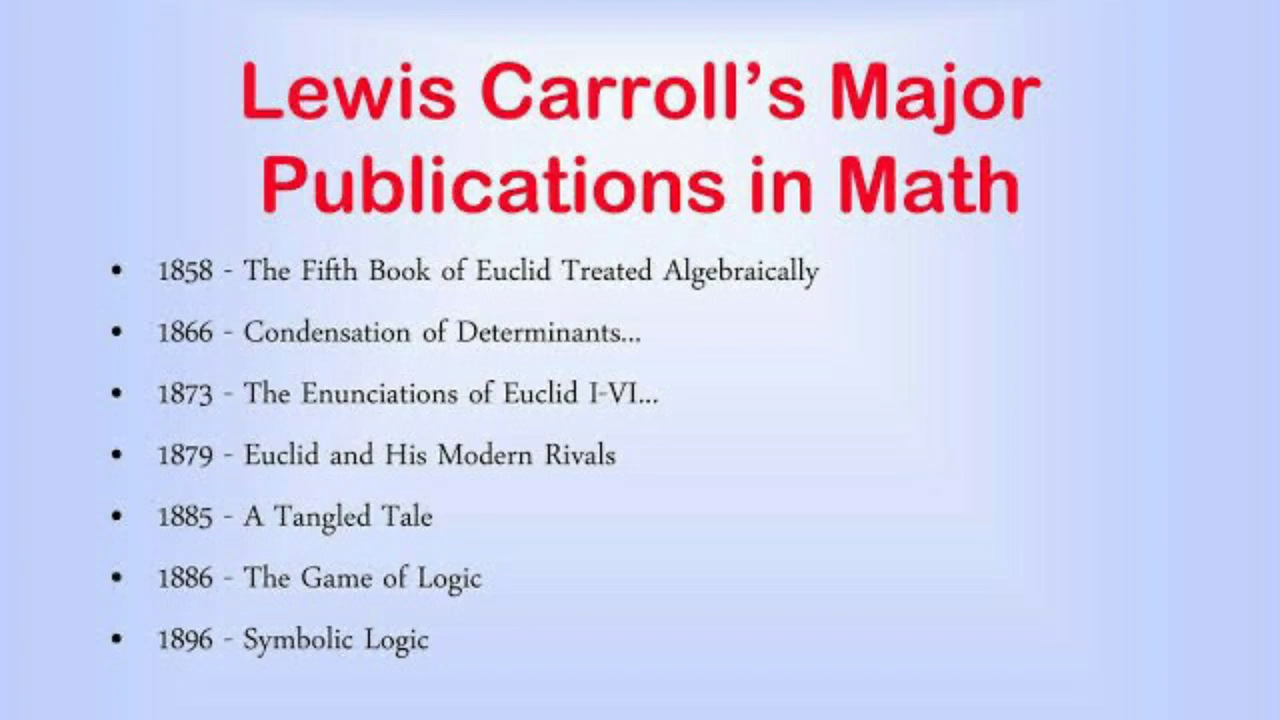 Lewis Carroll’s Major
Publications in Math
• 1858 - The Fifth Book of Euclid Treated Algebraically
• 1866 - Condensation of Determinants...
• 1873 - The Enunciations of Euclid I-VI...
• 1879 - Euclid and His Modern Rivals
• 1885 - A Tangled Tale
• 1886 - The Game of Logic
• 1896 - Symbolic Logic